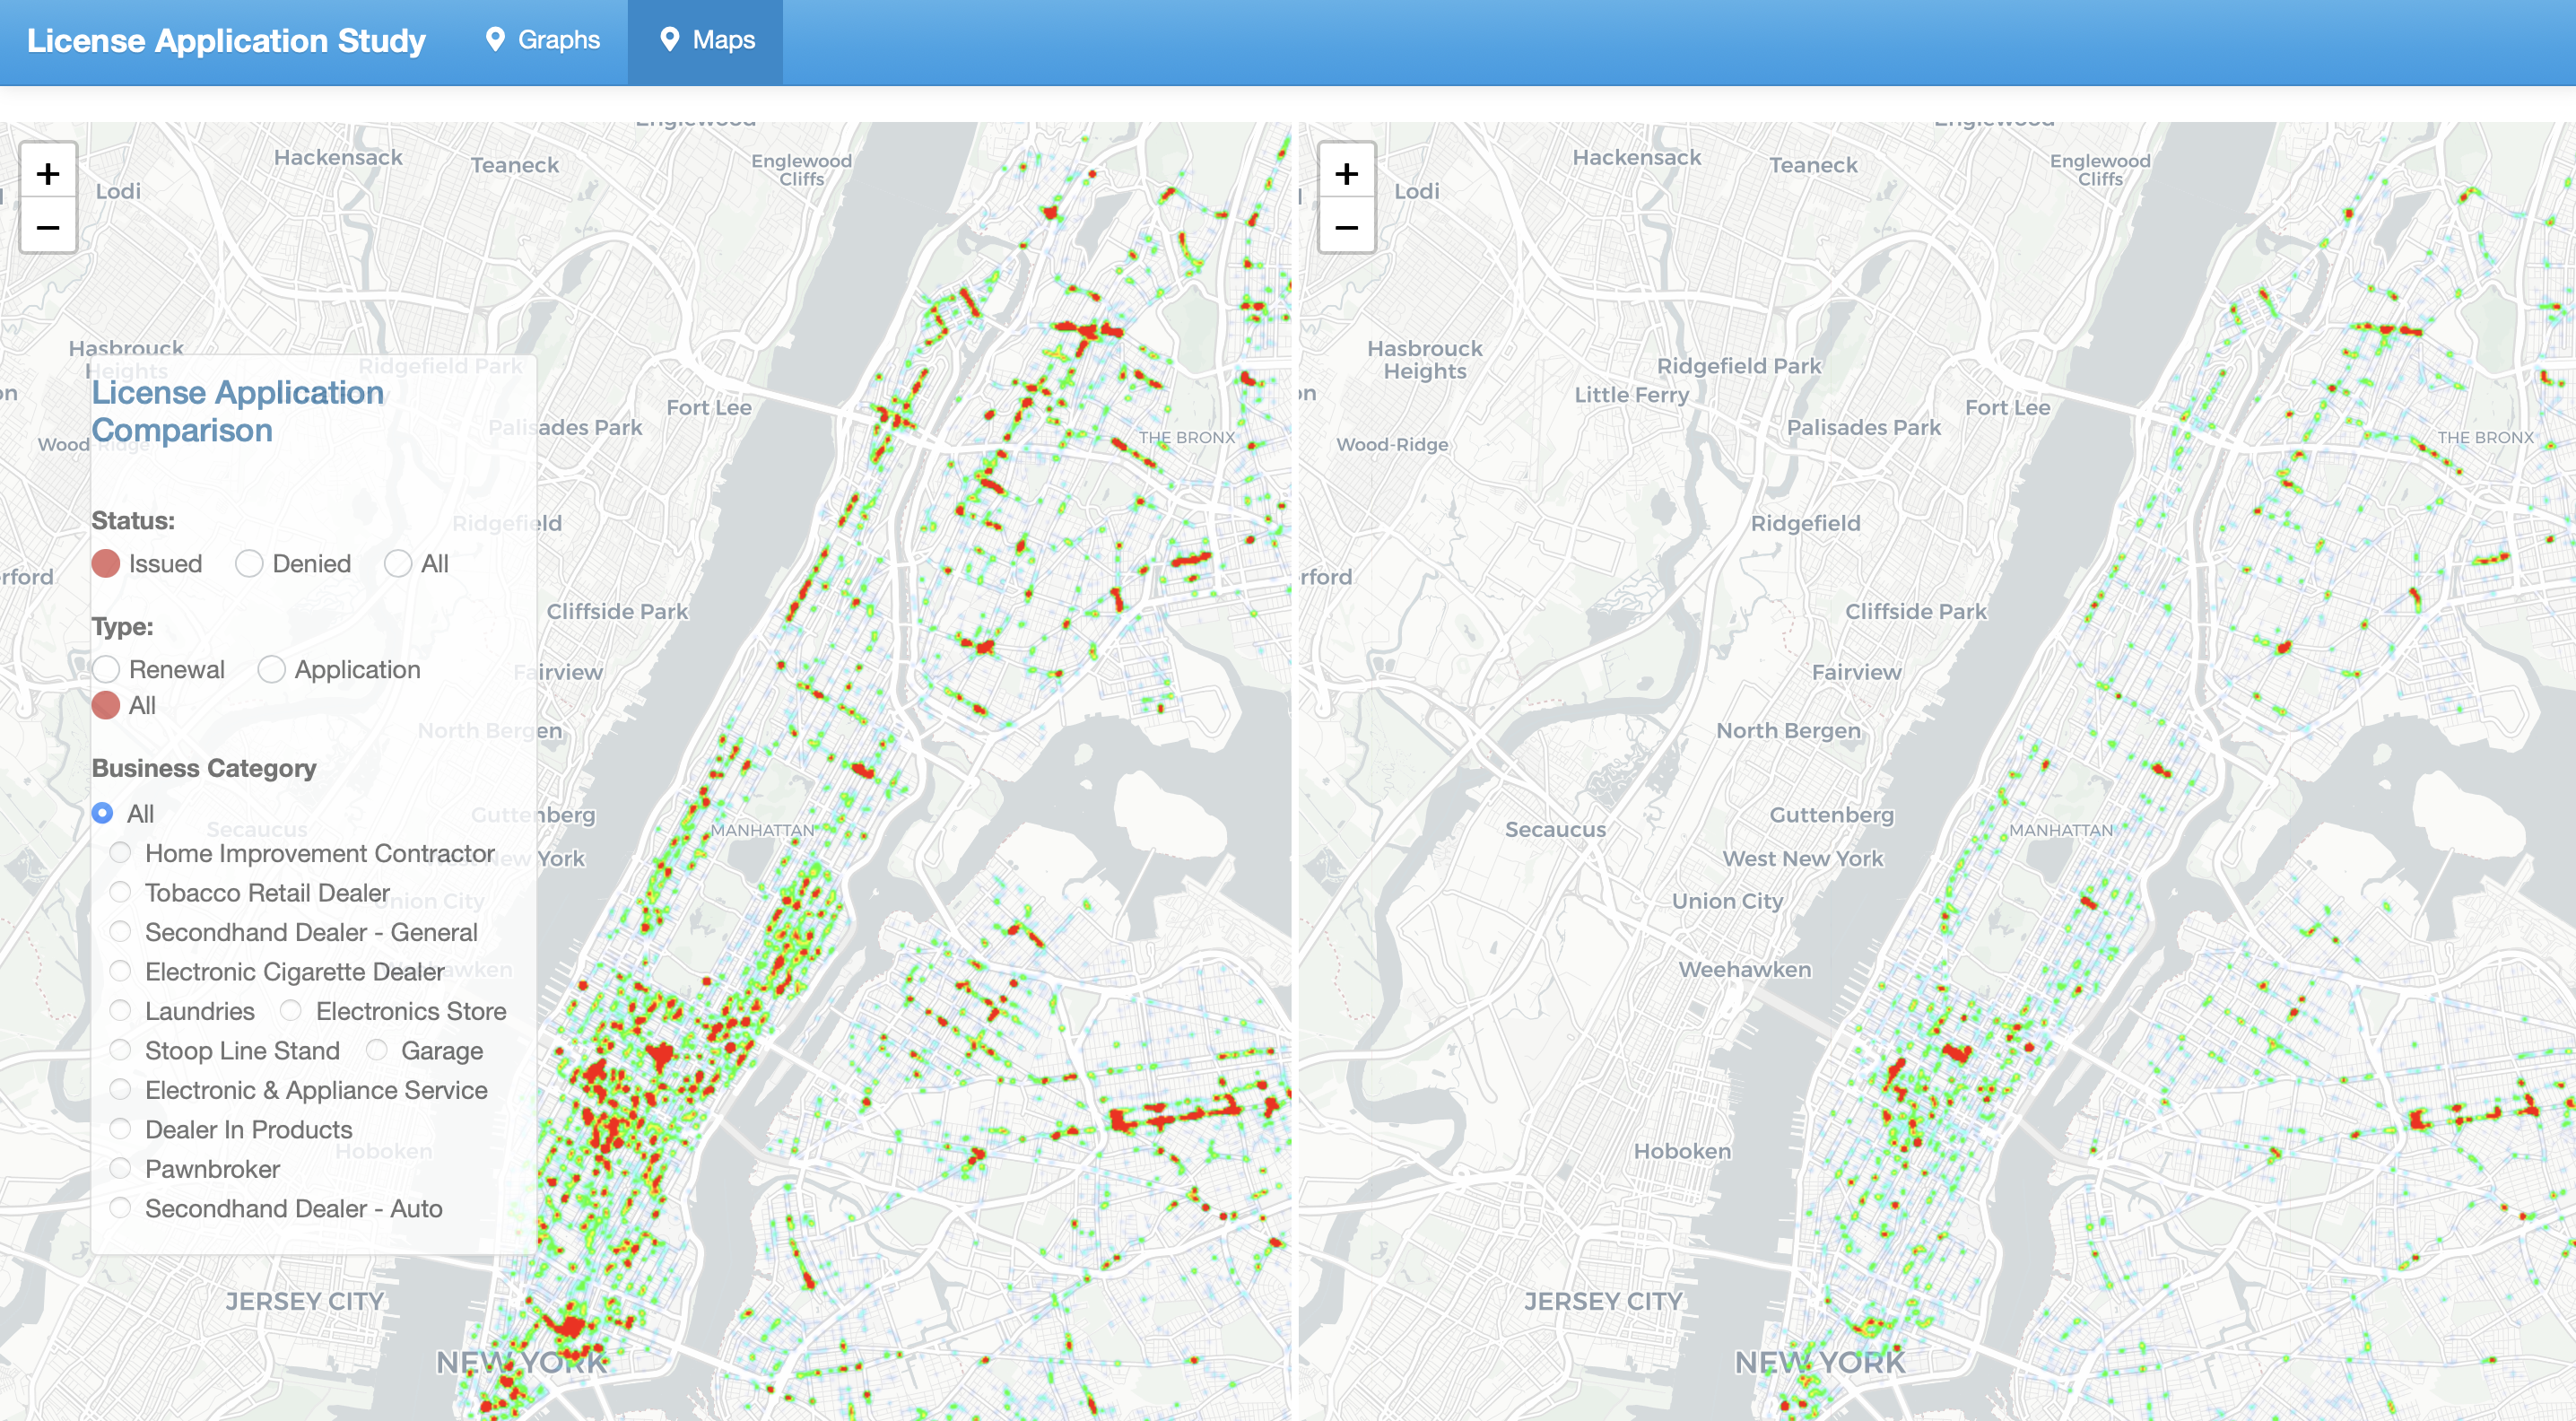 License Application Study
Graphs
Maps
Englewood
Hackensack
Teaneck
Englewood
Cliffs
Lodi
Hasbrouck
Heights
Ridgefield Park
Wood-Ridge
Fort Lee
Palisades Park
THE BRONX
Ridgefield
erford
Cliffside Park
Fairview
North Bergen
Guttenberg
Secaucus
MANHATTAN
West New York
Union City
Weehawken
Hoboken
JERSEY CITY
NEW YORK
License Application
Comparison
Status:
Issued Denied All
Type:
Renewal Application
All
Business Category
All
Home Improvement Contractor
Tobacco Retail Dealer
Secondhand Dealer - General
Electronic Cigarette Dealer
Laundries Electronics Store
Stoop Line Stand Garage
Electronic & Appliance Service
Dealer In Products
Pawnbroker
Secondhand Dealer - Auto
Englewood
Hackensack
Teaneck
Englewood
Cliffs
Lodi
Hasbrouck
Heights
Ridgefield Park
on
Little Ferry
Fort Lee
Palisades Park
Wood-Ridge
THE BRONX
Ridgefield
rford
Cliffside Park
Fairview
North Bergen
Guttenberg
Secaucus
MANHATTAN
West New York
Union City
Weehawken
Hoboken
JERSEY CITY
NEW YORK